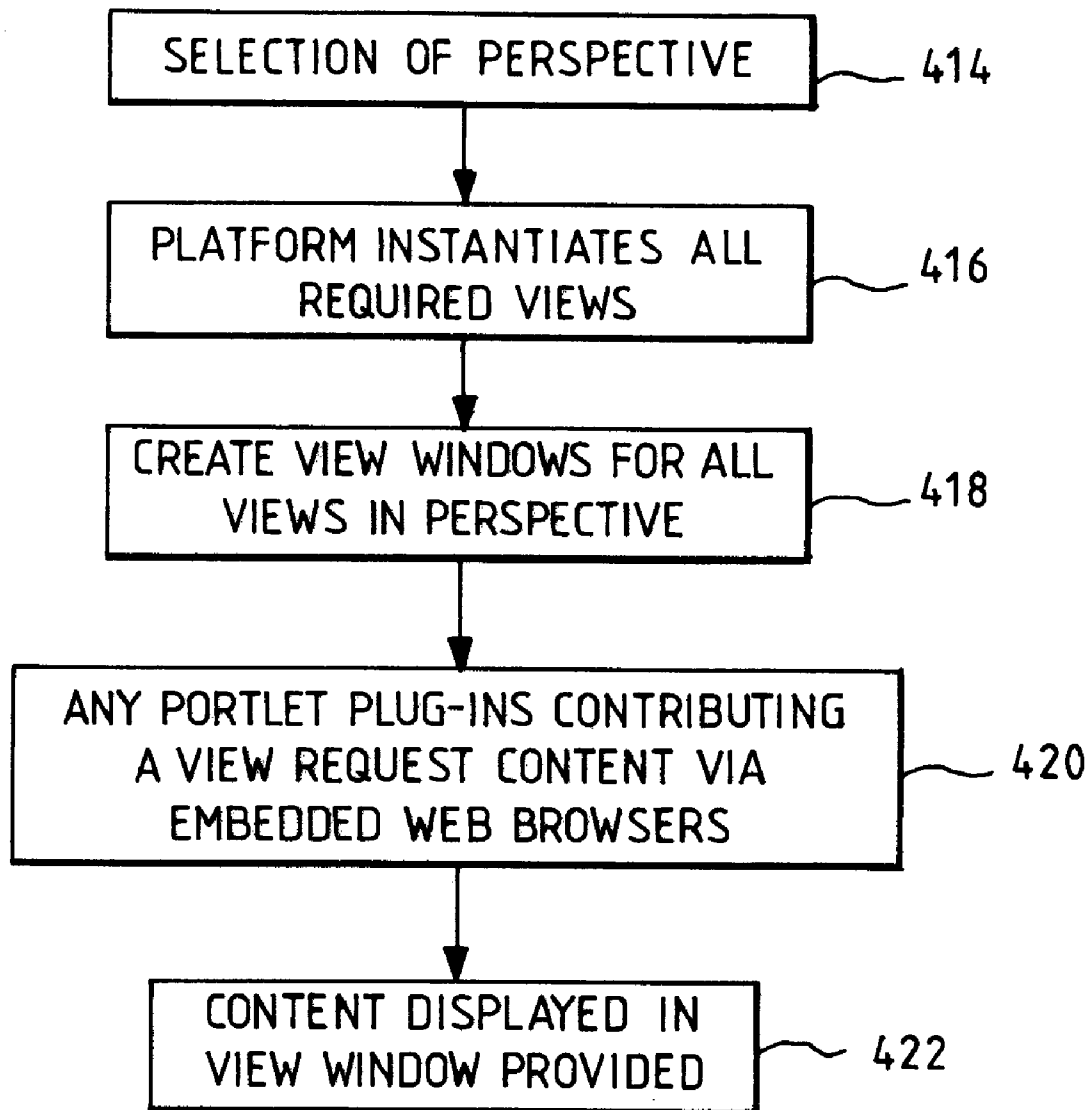 SELECTION OF PERSPECTIVE
414
PLATFORM INSTANTIATES ALL
REQUIRED VIEWS
416
CREATE VIEW WINDOWS FOR ALL
VIEWS IN PERSPECTIVE
418
ANY PORTLET PLUG-INS CONTRIBUTING
A VIEW REQUEST CONTENT VIA
EMBEDDED WEB BROWSERS
420
CONTENT DISPLAYED IN
VIEW WINDOW PROVIDED
422